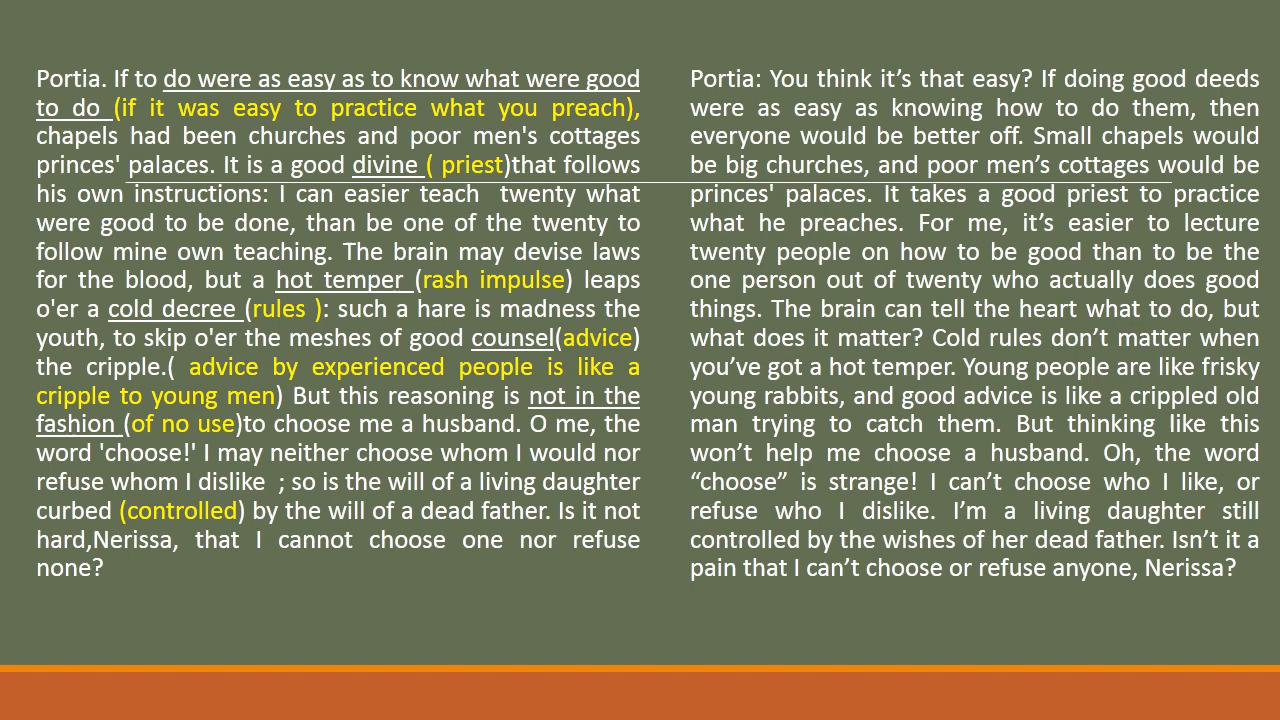 Portia. If to do were as easy as to know what were good
to do (if it was easy to practice what you preach),
chapels had been churches and poor men's cottages
princes' palaces. It is a good divine ( priest)that follows
his own instructions: I can easier teach twenty what
were good to be done, than be one of the twenty to
follow mine own teaching. The brain may devise laws
for the blood, but a hot temper (rash impulse) leaps
o'er a cold decree (rules ): such a hare is madness the
youth, to skip o'er the meshes of good counsel(advice)
the cripple.( advice by experienced people is like a
cripple to young men) But this reasoning is not in the
fashion (of no use)to choose me a husband. O me, the
word 'choose!' I may neither choose whom I would nor
refuse whom I dislike ; so is the will of a living daughter
curbed (controlled) by the will of a dead father. Is it not
hard,Nerissa, that I cannot choose one nor refuse
none?
Portia: You think it’s that easy? If doing good deeds
were as easy as knowing how to do them, then
everyone would be better off. Small chapels would
be big churches, and poor men’s cottages would be
princes' palaces. It takes a good priest to practice
what he preaches. For me, it’s easier to lecture
twenty people on how to be good than to be the
one person out of twenty who actually does good
things. The brain can tell the heart what to do, but
what does it matter? Cold rules don’t matter when
you’ve got a hot temper. Young people are like frisky
young rabbits, and good advice is like a crippled old
man trying to catch them. But thinking like this
won’t help me choose a husband. Oh, the word
“choose” is strange! I can’t choose who I like, or
refuse who I dislike. I’m a living daughter still
controlled by the wishes of her dead father. Isn’t it a
pain that I can’t choose or refuse anyone, Nerissa?